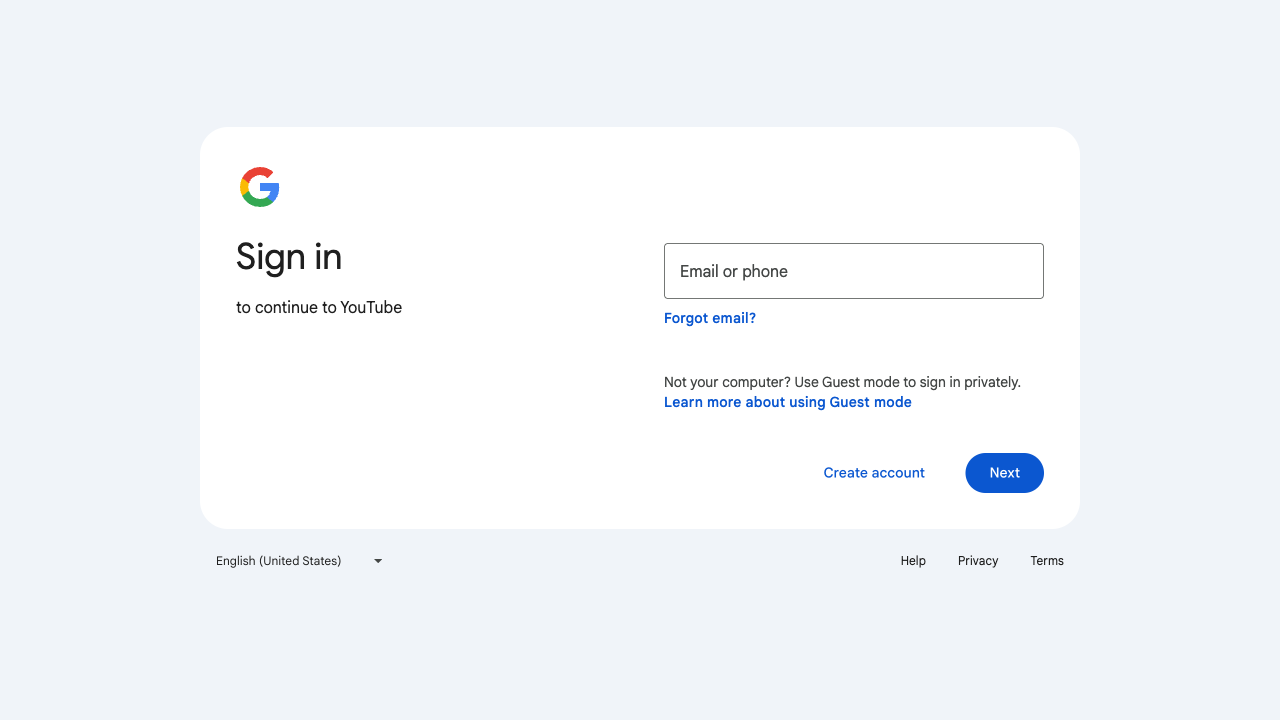 Sign in
to continue to YouTube
Email or phone
Forgot email?
Not your computer? Use Guest mode to sign in privately.
Learn more about using Guest mode
Create account
Next
English (United States)
Help
Privacy
Terms